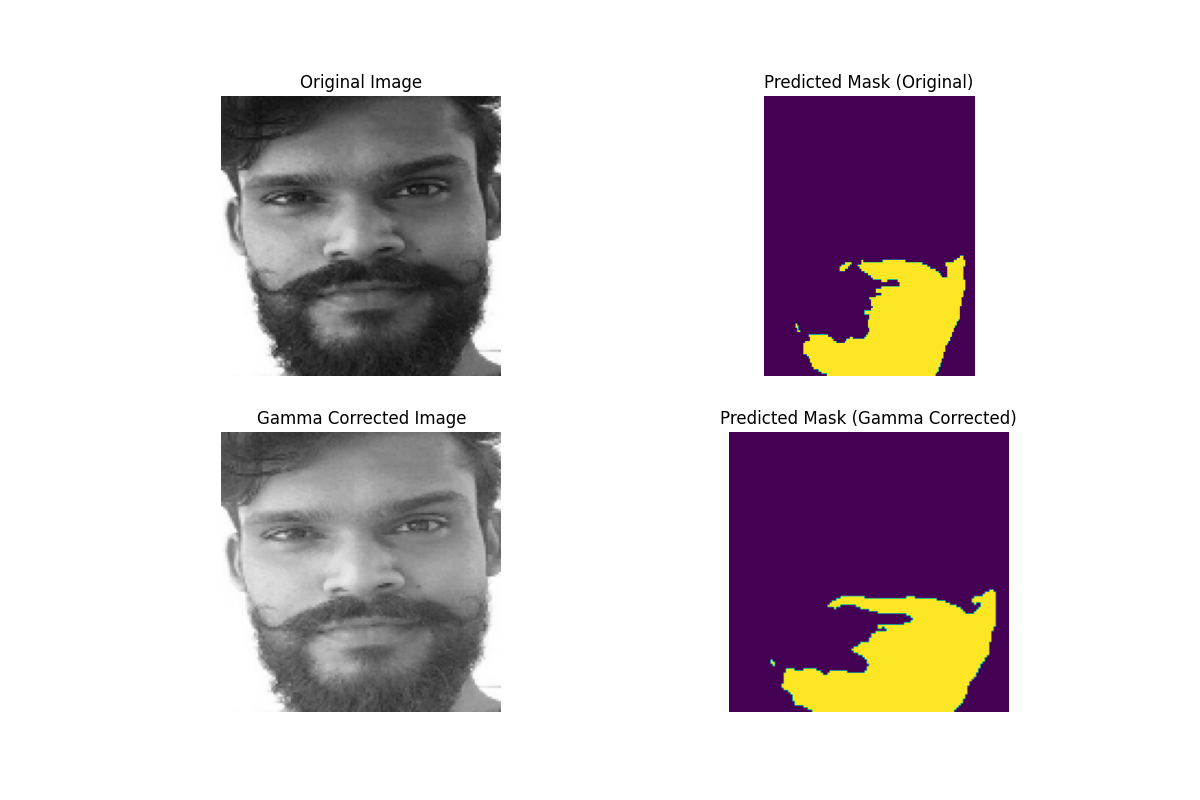 Original Image
Predicted Mask (Original)
Gamma Corrected Image
Predicted Mask (Gamma Corrected)